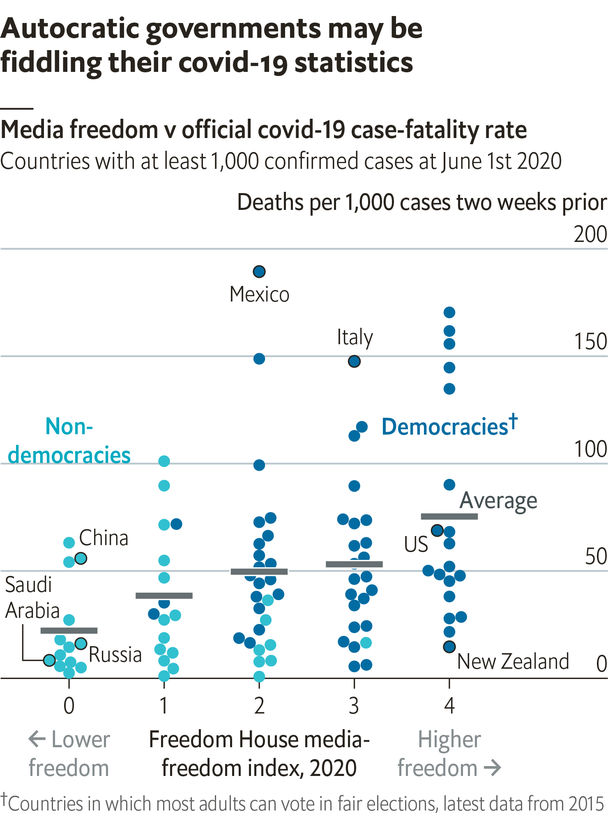 Autocratic governments may be
fiddling their covid-19 statistics
Media freedom v official covid-19 case-fatality rate
Countries with at least 1,000 confirmed cases at June 1st 2020
Deaths per 1,000 cases two weeks prior
200
Mexico
Italy
150
Non-
democracies
Democracies†
100
Average
China
US
50
Saudi
Arabia
Russia
New Zealand
0
0 1 2 3 4
← Lower
freedom
Freedom House media-
freedom index, 2020
Higher
freedom →
†Countries in which most adults can vote in fair elections, latest data from 2015